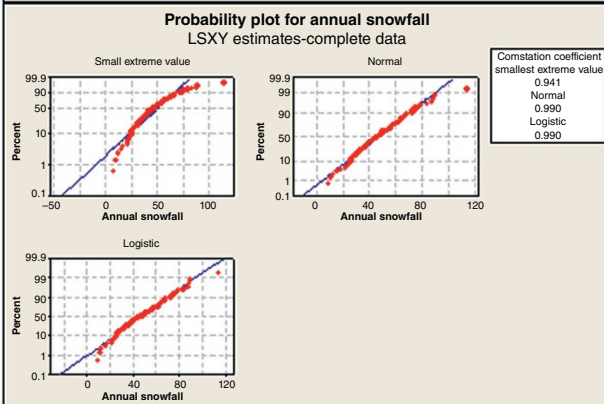 Probability plot for annual snowfall
LSXY estimates-complete data
Small extreme value
99.9
90
50
10
1
0.1
Percent
−50
0
50
100
Annual snowfall
Normal
99.9
99
90
50
10
1
0.1
Percent
0
40
80
120
Annual snowfall
Comstation coefficient
smallest extreme value
0.941
Normal
0.990
Logistic
0.990
Logistic
99.9
99
90
50
10
1
0.1
Percent
0
40
80
120
Annual snowfall